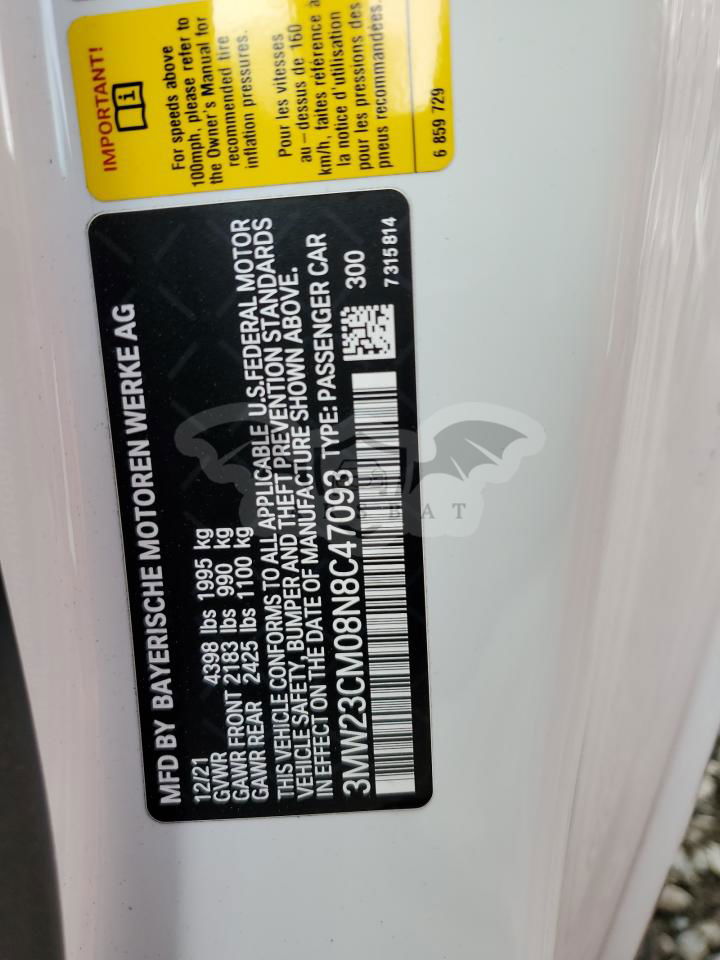 IMPORTANT!
For speeds above
100mph, please refer to
the Owner's Manual for
recommended tire
inflation pressures.
Pour les vitesses
au-dessus de 160
km/h, faites référence à
la notice d'utilisation
pour les pressions des
pneus recommandées.
6 859 729
MFD BY BAYERISCHE MOTOREN WERKE AG
12/21
GVWR 4398 lbs 1995 kg
GAWR FRONT 2183 lbs 990 kg
GAWR REAR 2425 lbs 1100 kg
THIS VEHICLE CONFORMS TO ALL APPLICABLE U.S.FEDERAL MOTOR
VEHICLE SAFETY, BUMPER AND THEFT PREVENTION STANDARDS
IN EFFECT ON THE DATE OF MANUFACTURE SHOWN ABOVE.
3MW23CM08N8C47093 TYPE: PASSENGER CAR
300
7 315 814